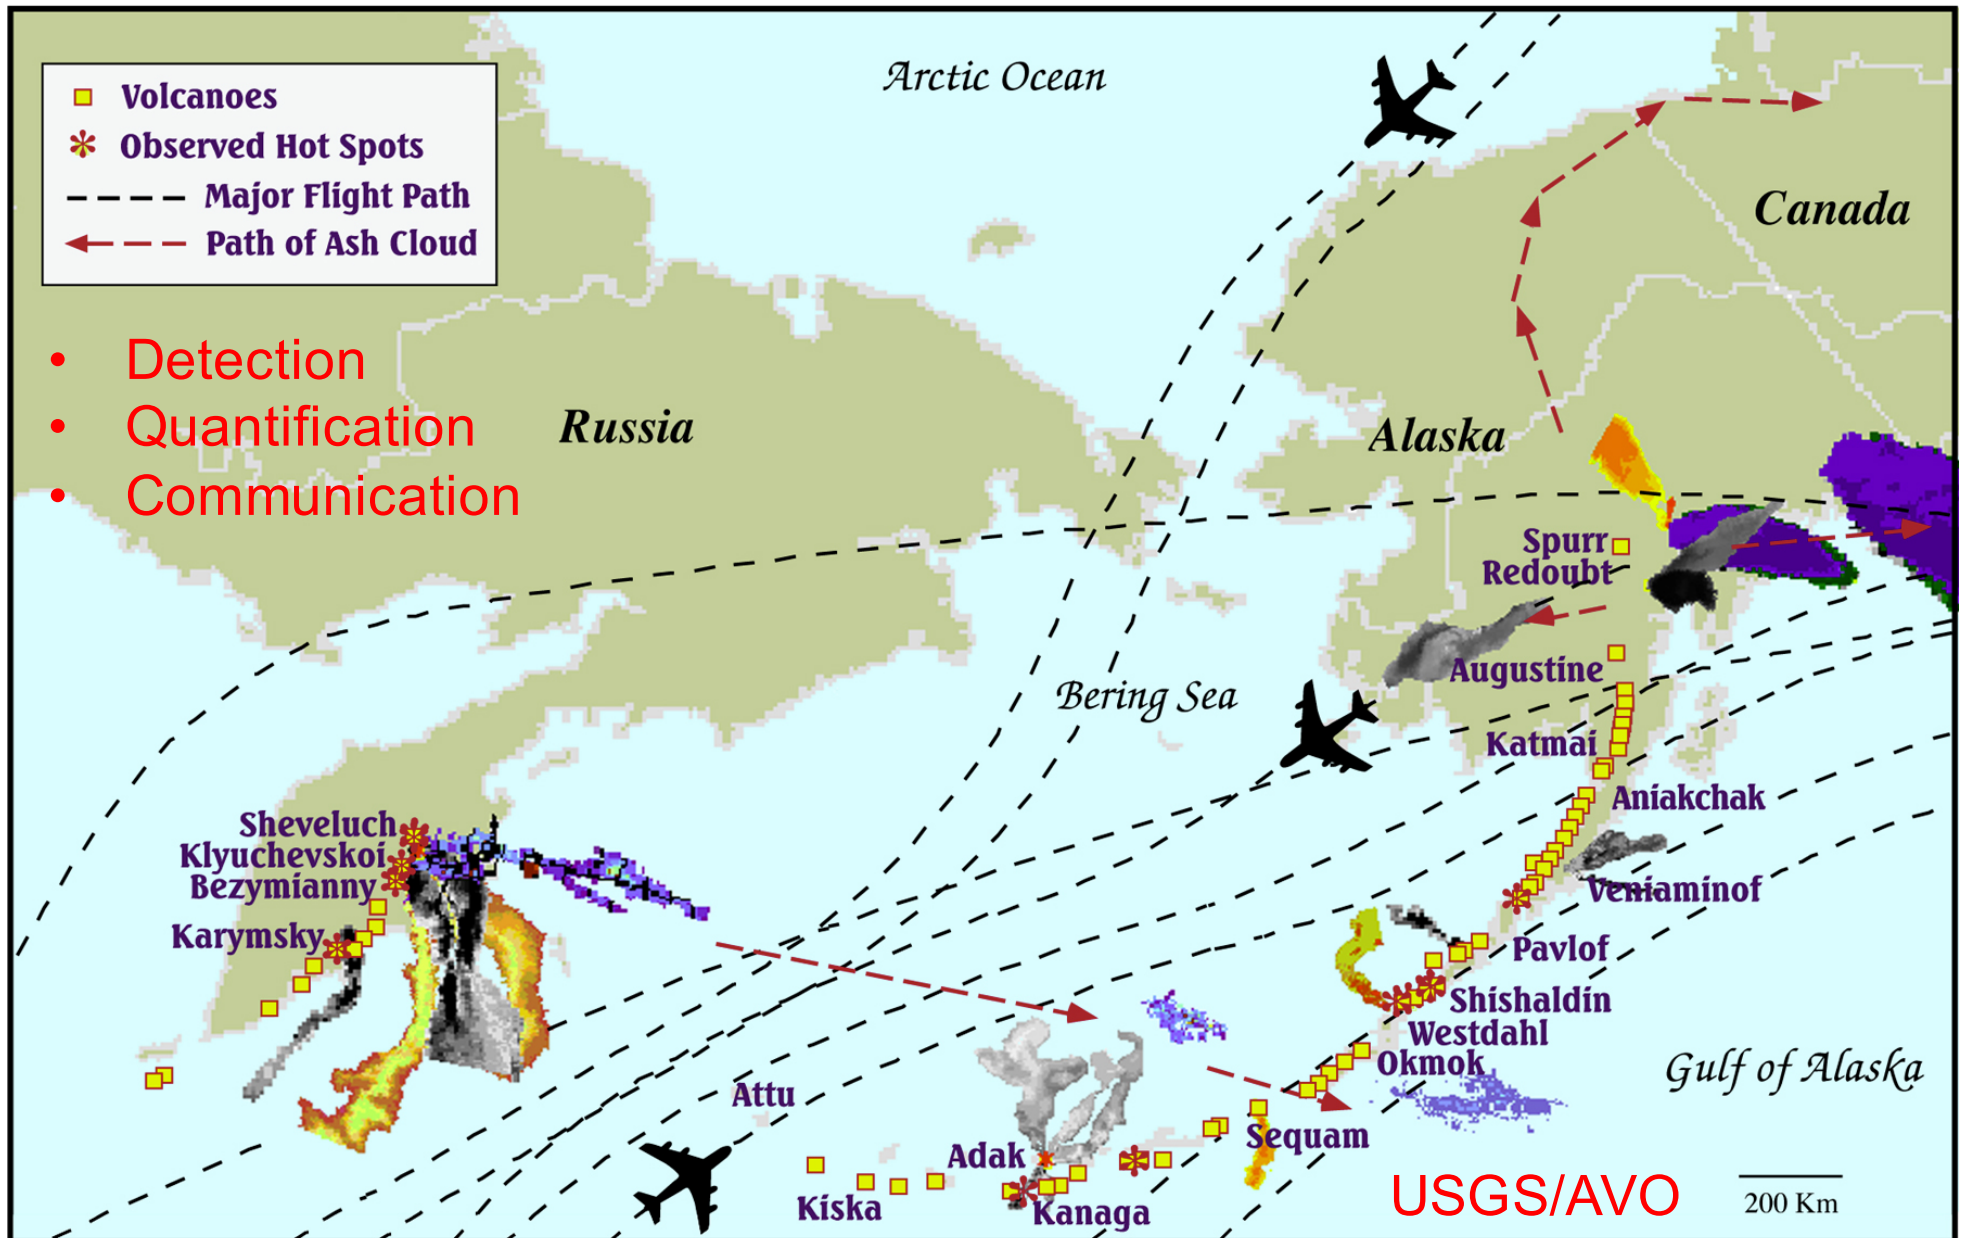 Arctic Ocean
Volcanoes
Observed Hot Spots
Major Flight Path
Path of Ash Cloud
Canada
Detection
Quantification
Communication
Russia
Alaska
Spurr
Redoubt
Augustine
Bering Sea
Katmai
Aniakchak
Sheveluch
Klyuchevskoi
Bezymianny
Veniaminof
Karymsky
Pavlof
Shishaldin
Westdahl
Okmok
Gulf of Alaska
Attu
Sequam
Adak
Kiska
Kanaga
USGS/AVO
200 Km